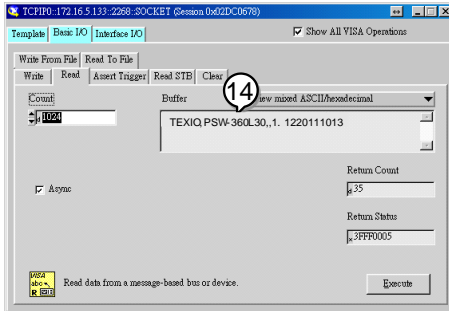 TCPIP0::172.16.5.133::2268::SOCKET (Session 0x02DC0678)
Template Basic I/O Interface I/O Show All VISA Operations
Write From File Read To File
Write Read Assert Trigger Read STB Clear
Count Buffer 14 iew mixed ASCII/hexadecimal
d 1024
TEXIO, PSW-360L30,,1. 1220111013
Return Count
Async d 35
Return Status
x 3FFF0005
VISA
abc
R
Read data from a message-based bus or device. Execute